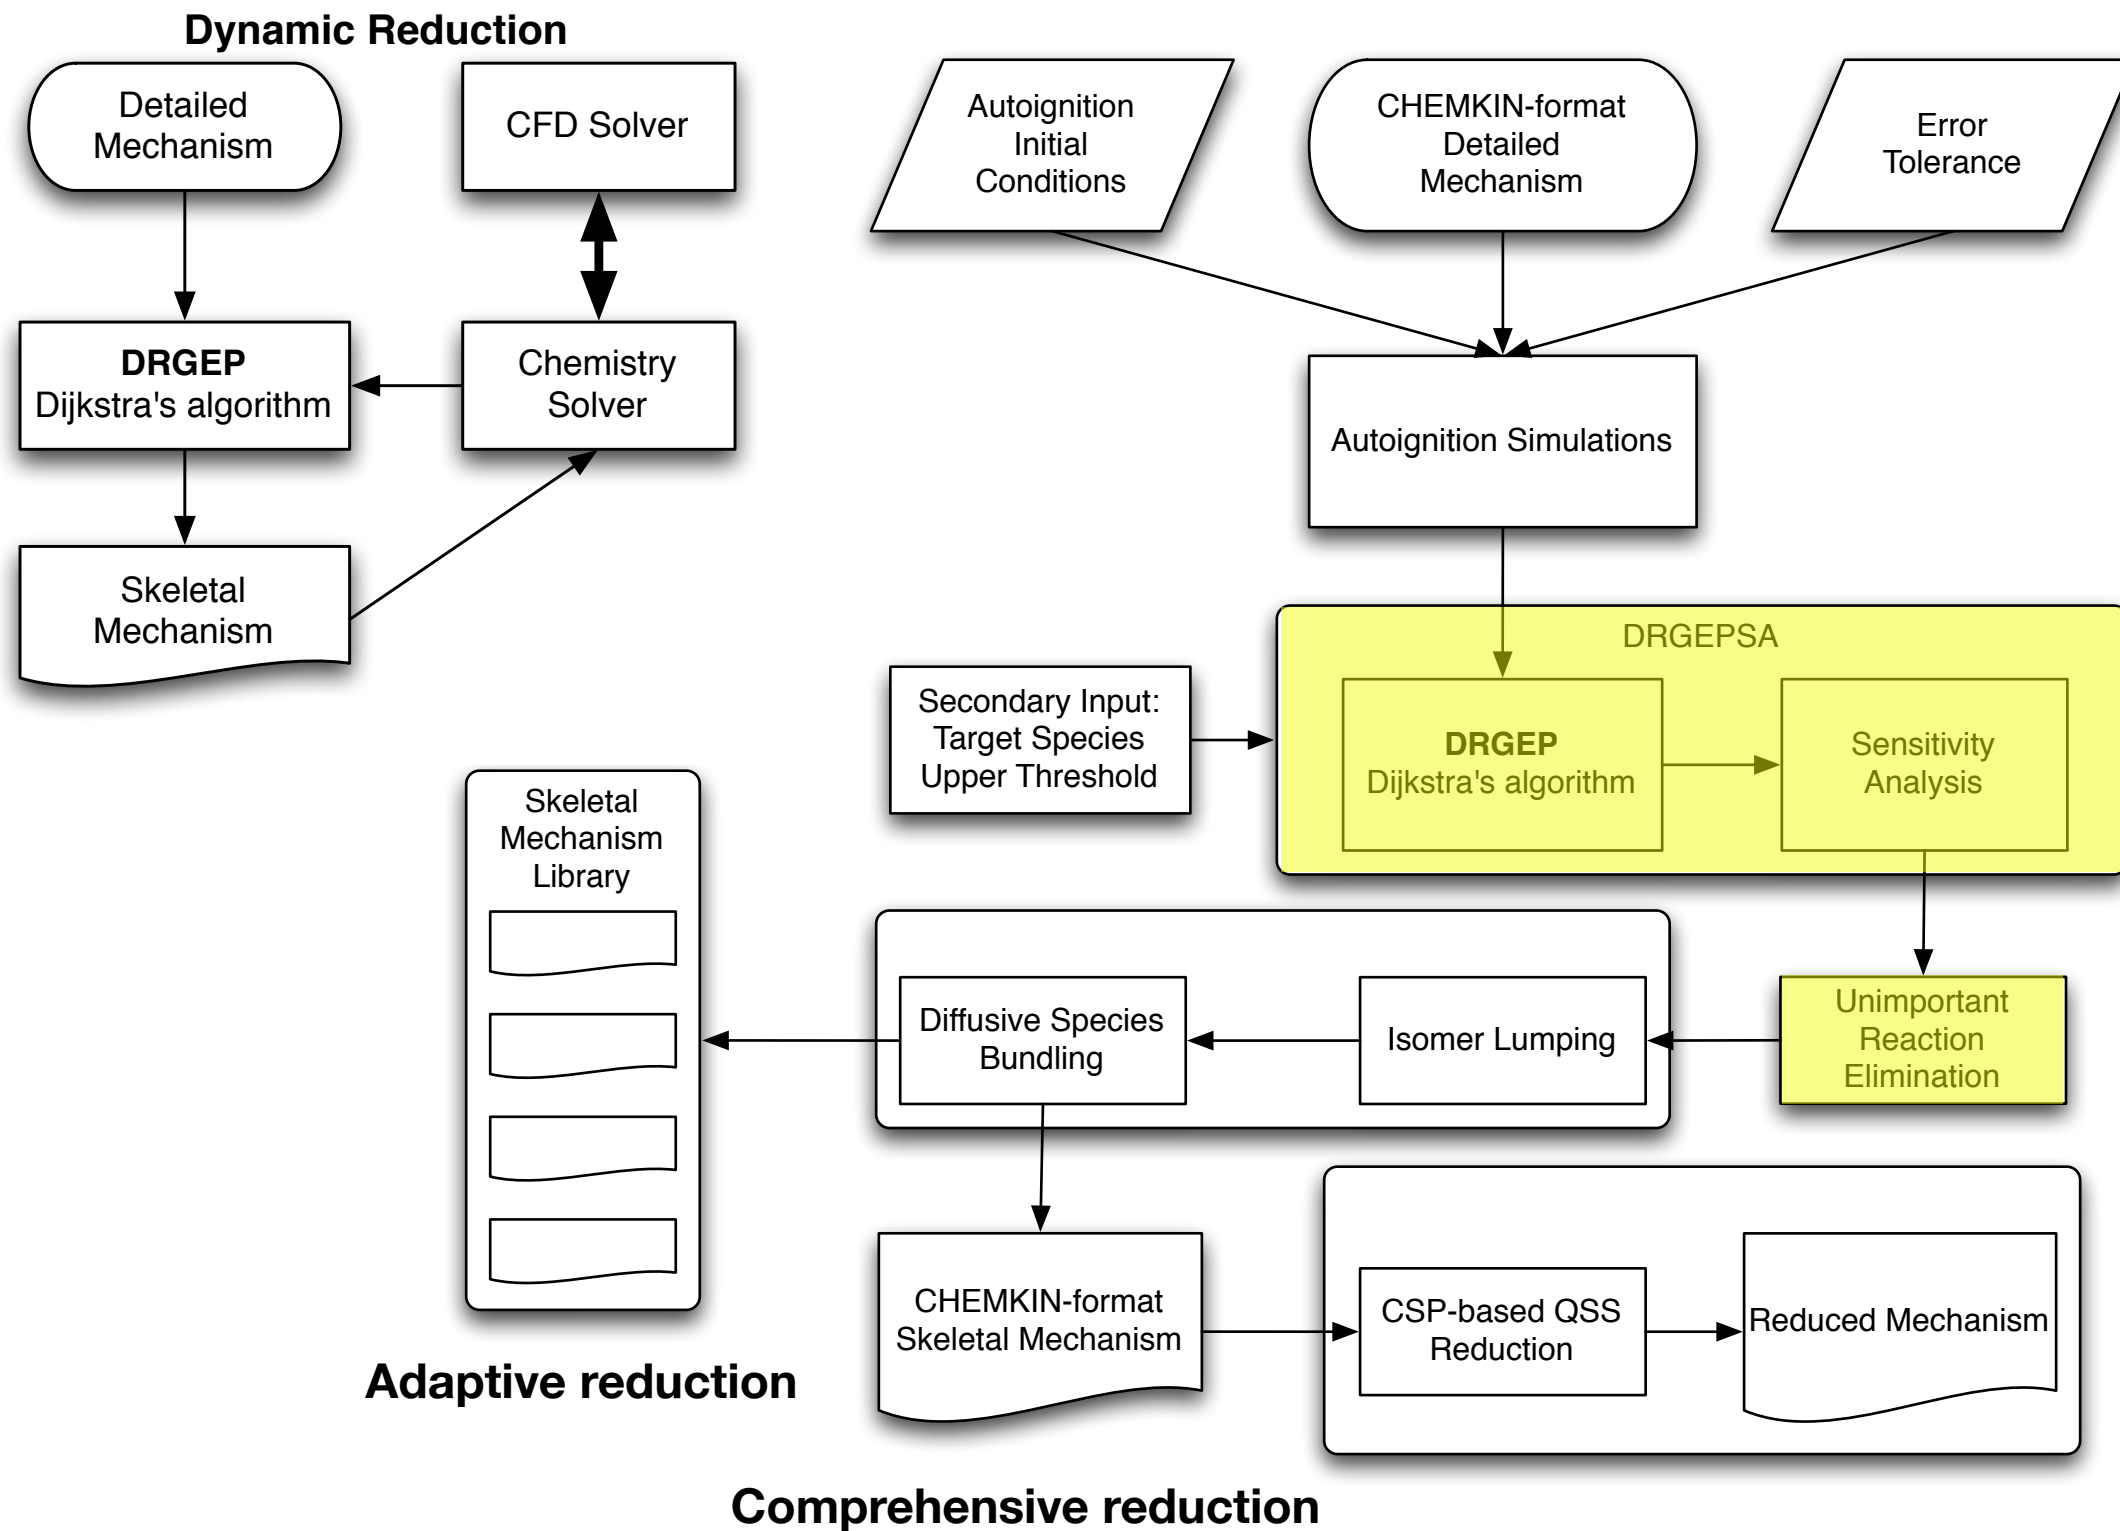 Dynamic Reduction
Detailed
Mechanism
CFD Solver
DRGEP
Dijkstra's algorithm
Chemistry
Solver
Skeletal
Mechanism
Autoignition
Initial
Conditions
CHEMKIN-format
Detailed
Mechanism
Error
Tolerance
Autoignition Simulations
DRGEPSA
Secondary Input:
Target Species
Upper Threshold
DRGEP
Dijkstra's algorithm
Sensitivity
Analysis
Unimportant
Reaction
Elimination
Isomer Lumping
Diffusive Species
Bundling
Skeletal
Mechanism
Library
CHEMKIN-format
Skeletal Mechanism
CSP-based QSS
Reduction
Reduced Mechanism
Adaptive reduction
Comprehensive reduction